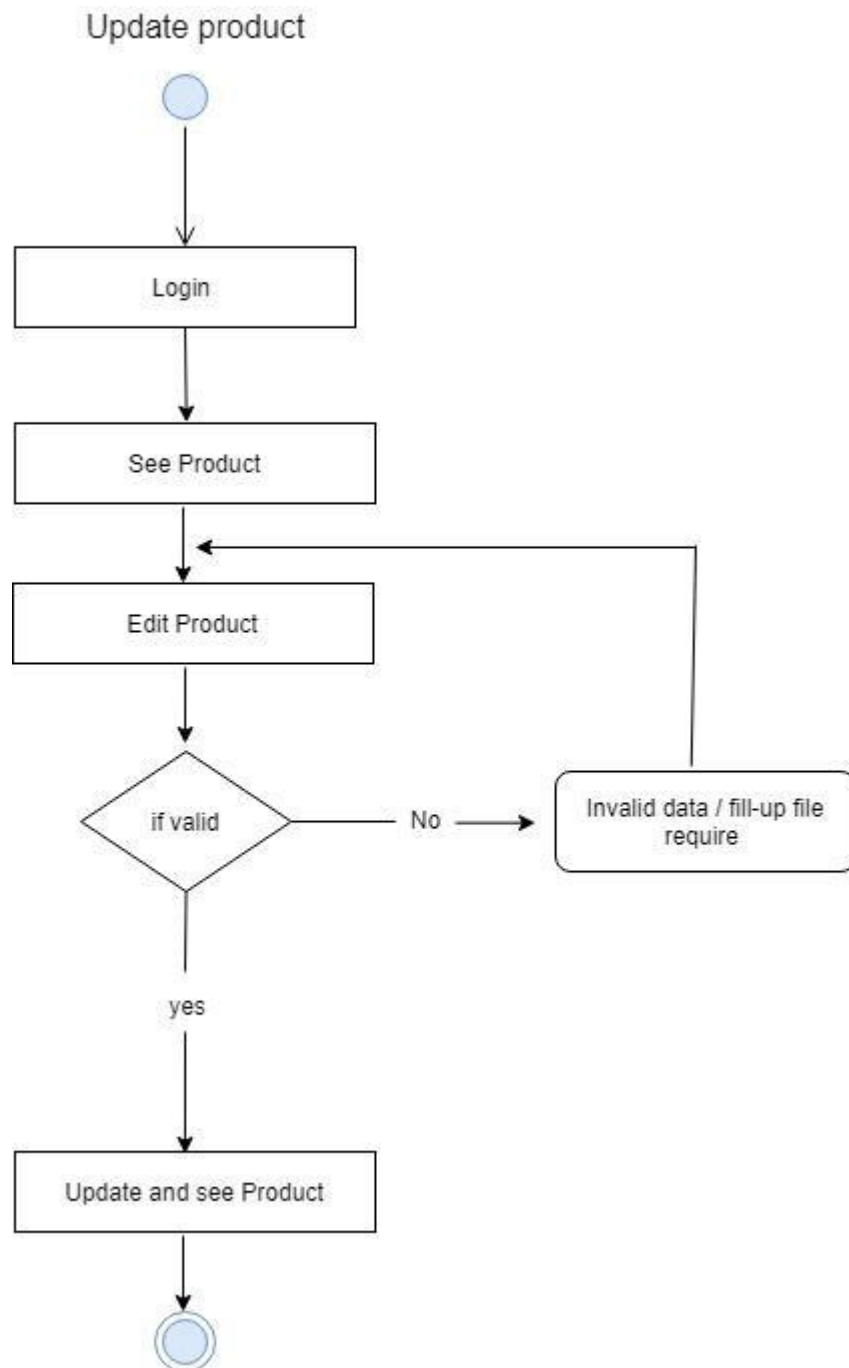 Update product
Login
See Product
Edit Product
if valid
No
Invalid data / fill-up file
require
yes
Update and see Product